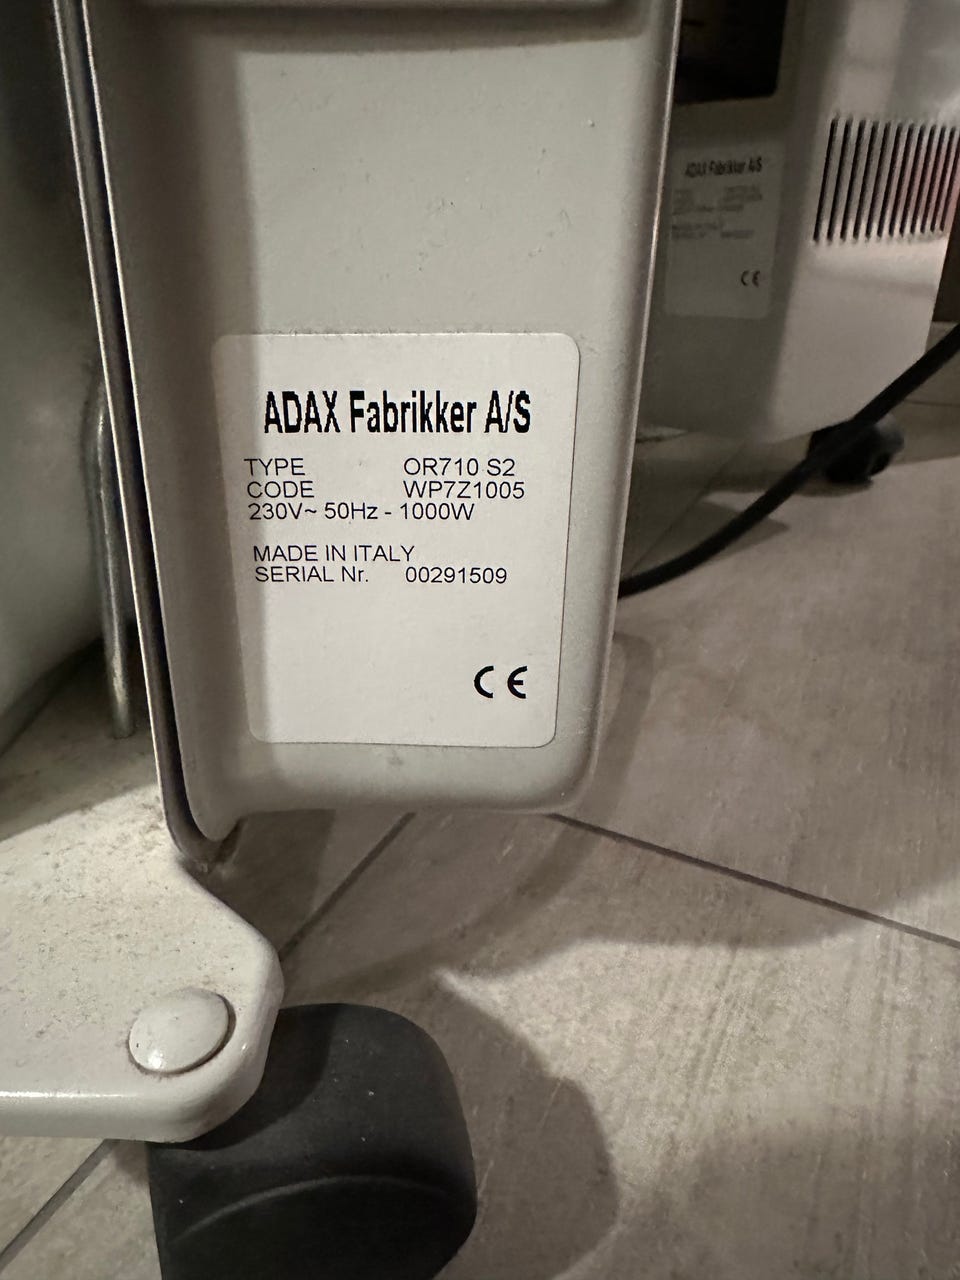 ADAX Fabrikker A/S
TYPE OR710 S2
CODE WP7Z1005
230V~ 50Hz - 1000W
MADE IN ITALY
SERIAL Nr. 00291509
CE
ADAX Fabrikker A/S
CE